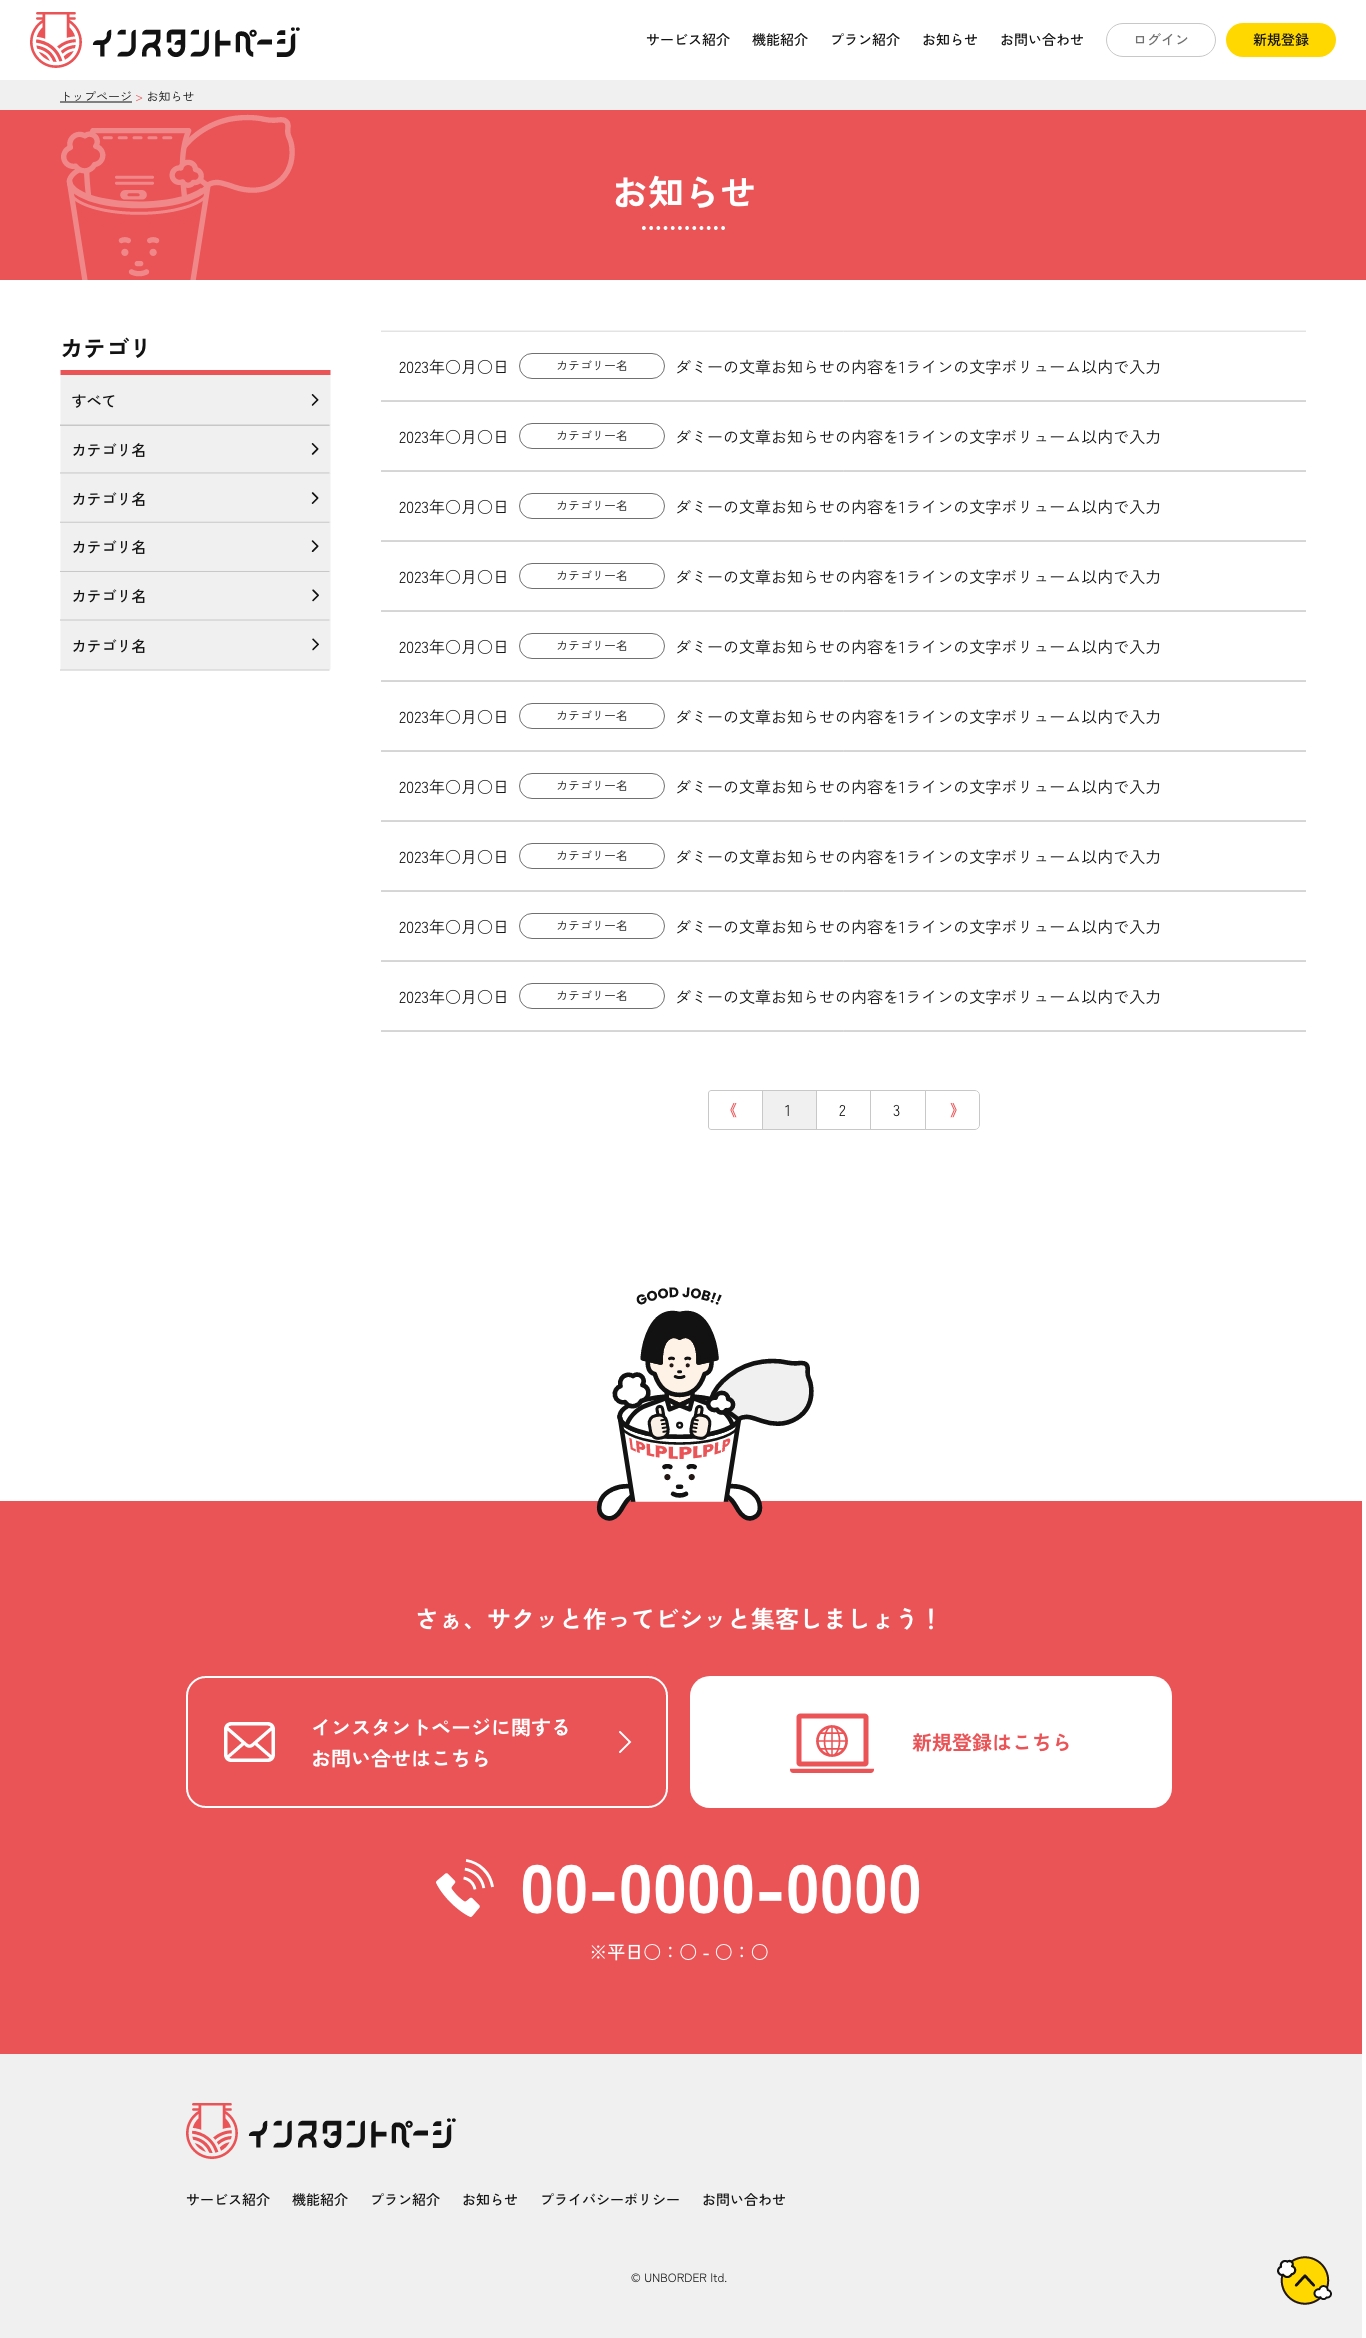 インスタントページ
サービス紹介 機能紹介 プラン紹介 お知らせ お問い合わせ ログイン 新規登録
トップページ > お知らせ
お知らせ
カテゴリ
すべて
カテゴリ名
カテゴリ名
カテゴリ名
カテゴリ名
カテゴリ名
2023年〇月〇日 カテゴリー名 ダミーの文章お知らせの内容を1ラインの文字ボリューム以内で入力
2023年〇月〇日 カテゴリー名 ダミーの文章お知らせの内容を1ラインの文字ボリューム以内で入力
2023年〇月〇日 カテゴリー名 ダミーの文章お知らせの内容を1ラインの文字ボリューム以内で入力
2023年〇月〇日 カテゴリー名 ダミーの文章お知らせの内容を1ラインの文字ボリューム以内で入力
2023年〇月〇日 カテゴリー名 ダミーの文章お知らせの内容を1ラインの文字ボリューム以内で入力
2023年〇月〇日 カテゴリー名 ダミーの文章お知らせの内容を1ラインの文字ボリューム以内で入力
2023年〇月〇日 カテゴリー名 ダミーの文章お知らせの内容を1ラインの文字ボリューム以内で入力
2023年〇月〇日 カテゴリー名 ダミーの文章お知らせの内容を1ラインの文字ボリューム以内で入力
2023年〇月〇日 カテゴリー名 ダミーの文章お知らせの内容を1ラインの文字ボリューム以内で入力
2023年〇月〇日 カテゴリー名 ダミーの文章お知らせの内容を1ラインの文字ボリューム以内で入力
《 1 2 3 》
GOOD JOB!!
LPLPLPLPLPLP
さぁ、サクッと作ってビシッと集客しましょう！
インスタントページに関する
お問い合せはこちら
新規登録はこちら
00-0000-0000
※平日〇：〇 - 〇：〇
インスタントページ
サービス紹介 機能紹介 プラン紹介 お知らせ プライバシーポリシー お問い合わせ
© UNBORDER ltd.